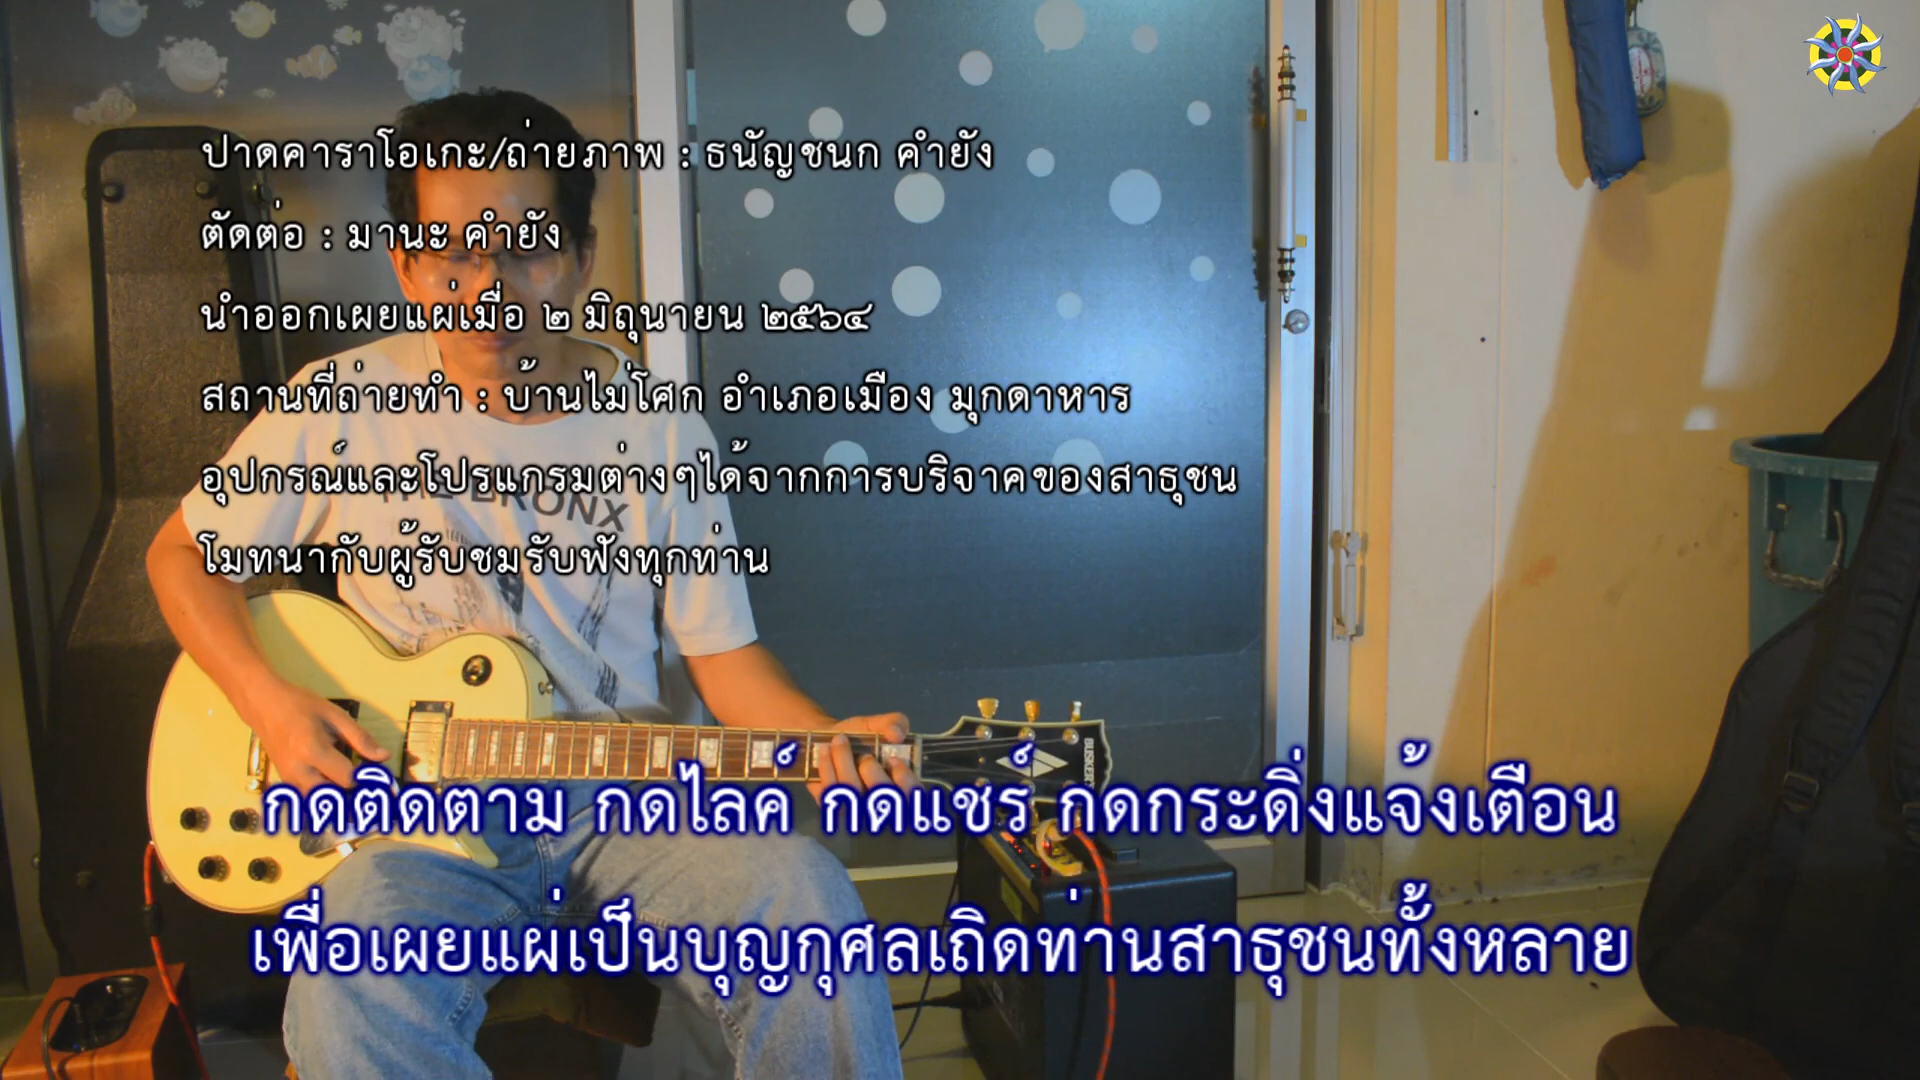 ปาดคาราโอเกะ/ถ่ายภาพ : ธนัญชนก คำยัง
ตัดต่อ : มานะ คำยัง
นำออกเผยแผ่เมื่อ ๒ มิถุนายน ๒๕๖๔
สถานที่ถ่ายทำ : บ้านไม่โศก อำเภอเมือง มุกดาหาร
อุปกรณ์และโปรแกรมต่างๆได้จากการบริจาคของสาธุชน
THE BRONX
โมทนากับผู้รับชมรับฟังทุกท่าน
BUSKER'
กดติดตาม กดไลค์ กดแชร์ กดกระดิ่งแจ้งเตือน
เพื่อเผยแผ่เป็นบุญกุศลเถิดท่านสาธุชนทั้งหลาย